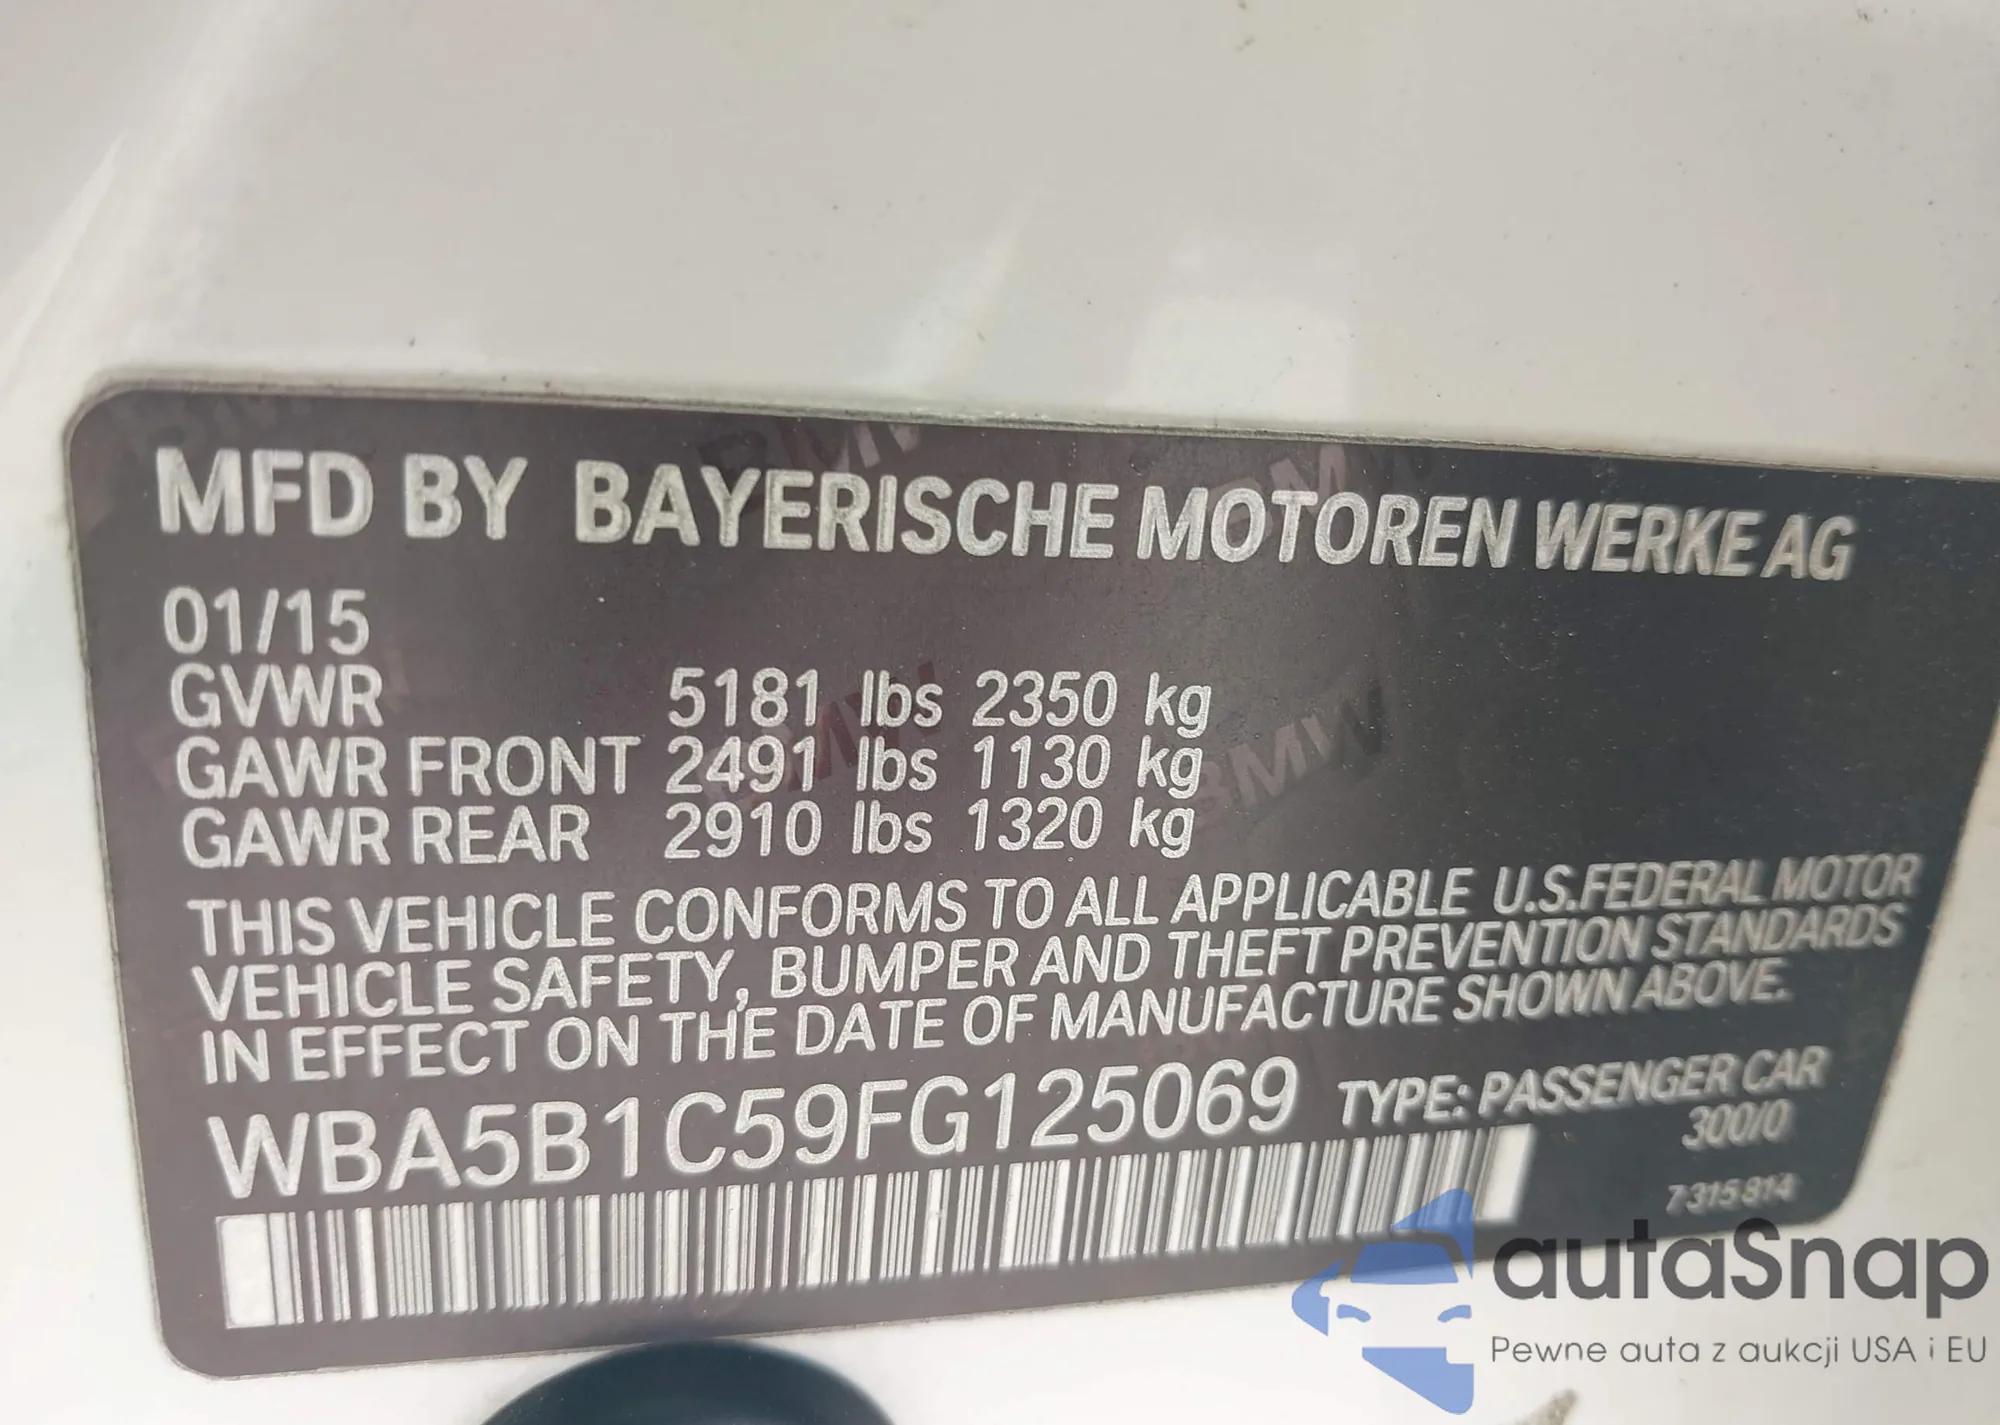 MFD BY BAYERISCHE MOTOREN WERKE AG
01/15
GVWR 5181 lbs 2350 kg
GAWR FRONT 2491 lbs 1130 kg
GAWR REAR 2910 lbs 1320 kg
THIS VEHICLE CONFORMS TO ALL APPLICABLE U.S.FEDERAL MOTOR
VEHICLE SAFETY, BUMPER AND THEFT PREVENTION STANDARDS
IN EFFECT ON THE DATE OF MANUFACTURE SHOWN ABOVE.
WBA5B1C59FG125069 TYPE: PASSENGER CAR
300/0
7 315 814
autaSnap
Pewne auta z aukcji USA i EU